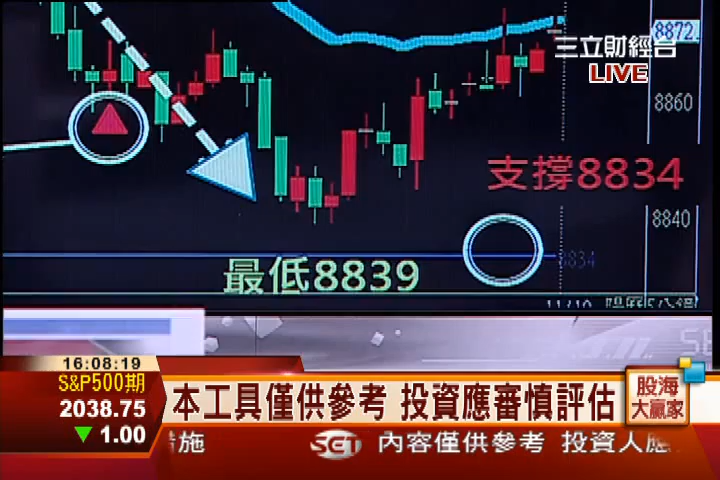 8872.
三立財經台
LIVE
8860
支撐8834
8840
8834
最低8839
11/10
16:08:19
S&P500期
2038.75
▼ 1.00
本工具僅供參考 投資應審慎評估
股海
大贏家
措施 SET 內容僅供參考 投資人應